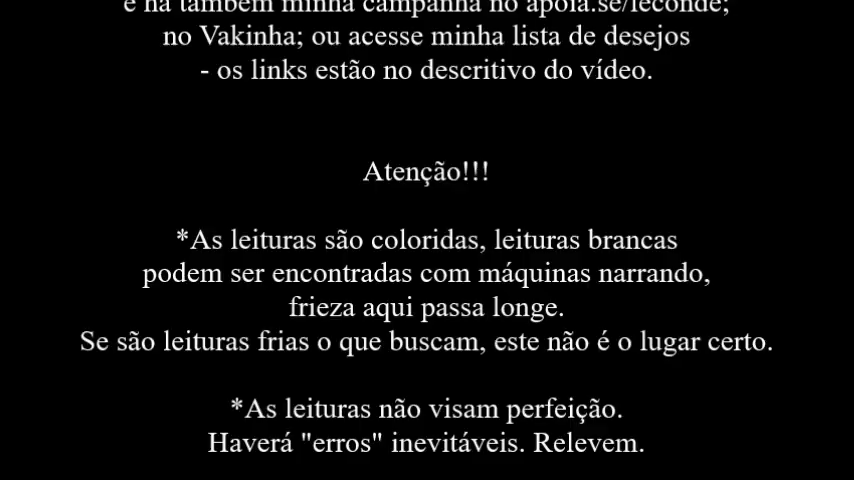 e há também minha campanha no apoia.se/leconde;
no Vakinha; ou acesse minha lista de desejos
- os links estão no descritivo do vídeo.
Atenção!!!
*As leituras são coloridas, leituras brancas
podem ser encontradas com máquinas narrando,
frieza aqui passa longe.
Se são leituras frias o que buscam, este não é o lugar certo.
*As leituras não visam perfeição.
Haverá "erros" inevitáveis. Relevem.